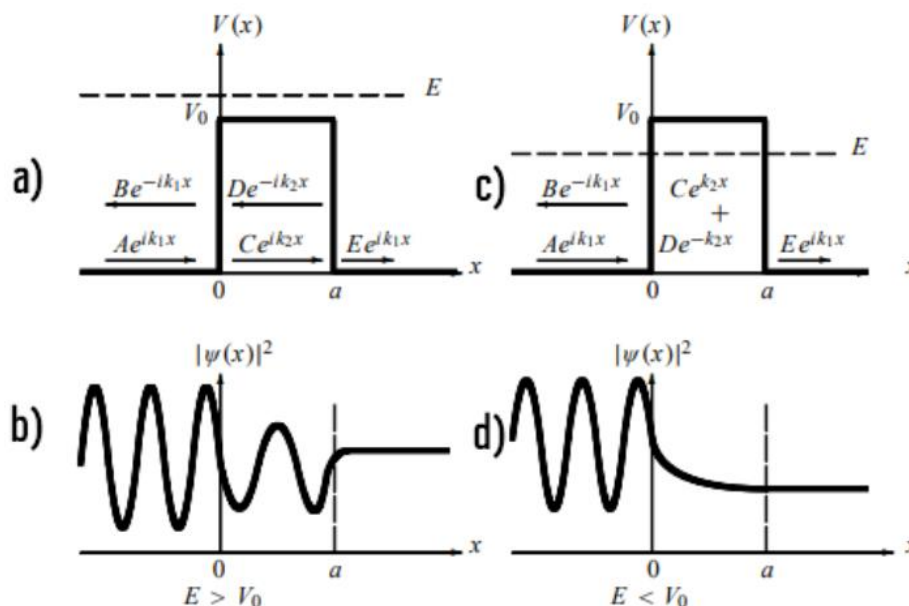 V(x)
E
V₀
a)
Be^{-ik₁x}
De^{-ik₂x}
Ae^{ik₁x}
Ce^{ik₂x}
Ee^{ik₁x}
x
0
a
V(x)
V₀
E
c)
Be^{-ik₁x}
Ce^{k₂x}
+
Ae^{ik₁x}
De^{-k₂x}
Ee^{ik₁x}
0
a
|ψ(x)|²
b)
x
0
a
E > V₀
|ψ(x)|²
d)
x
0
a
E < V₀